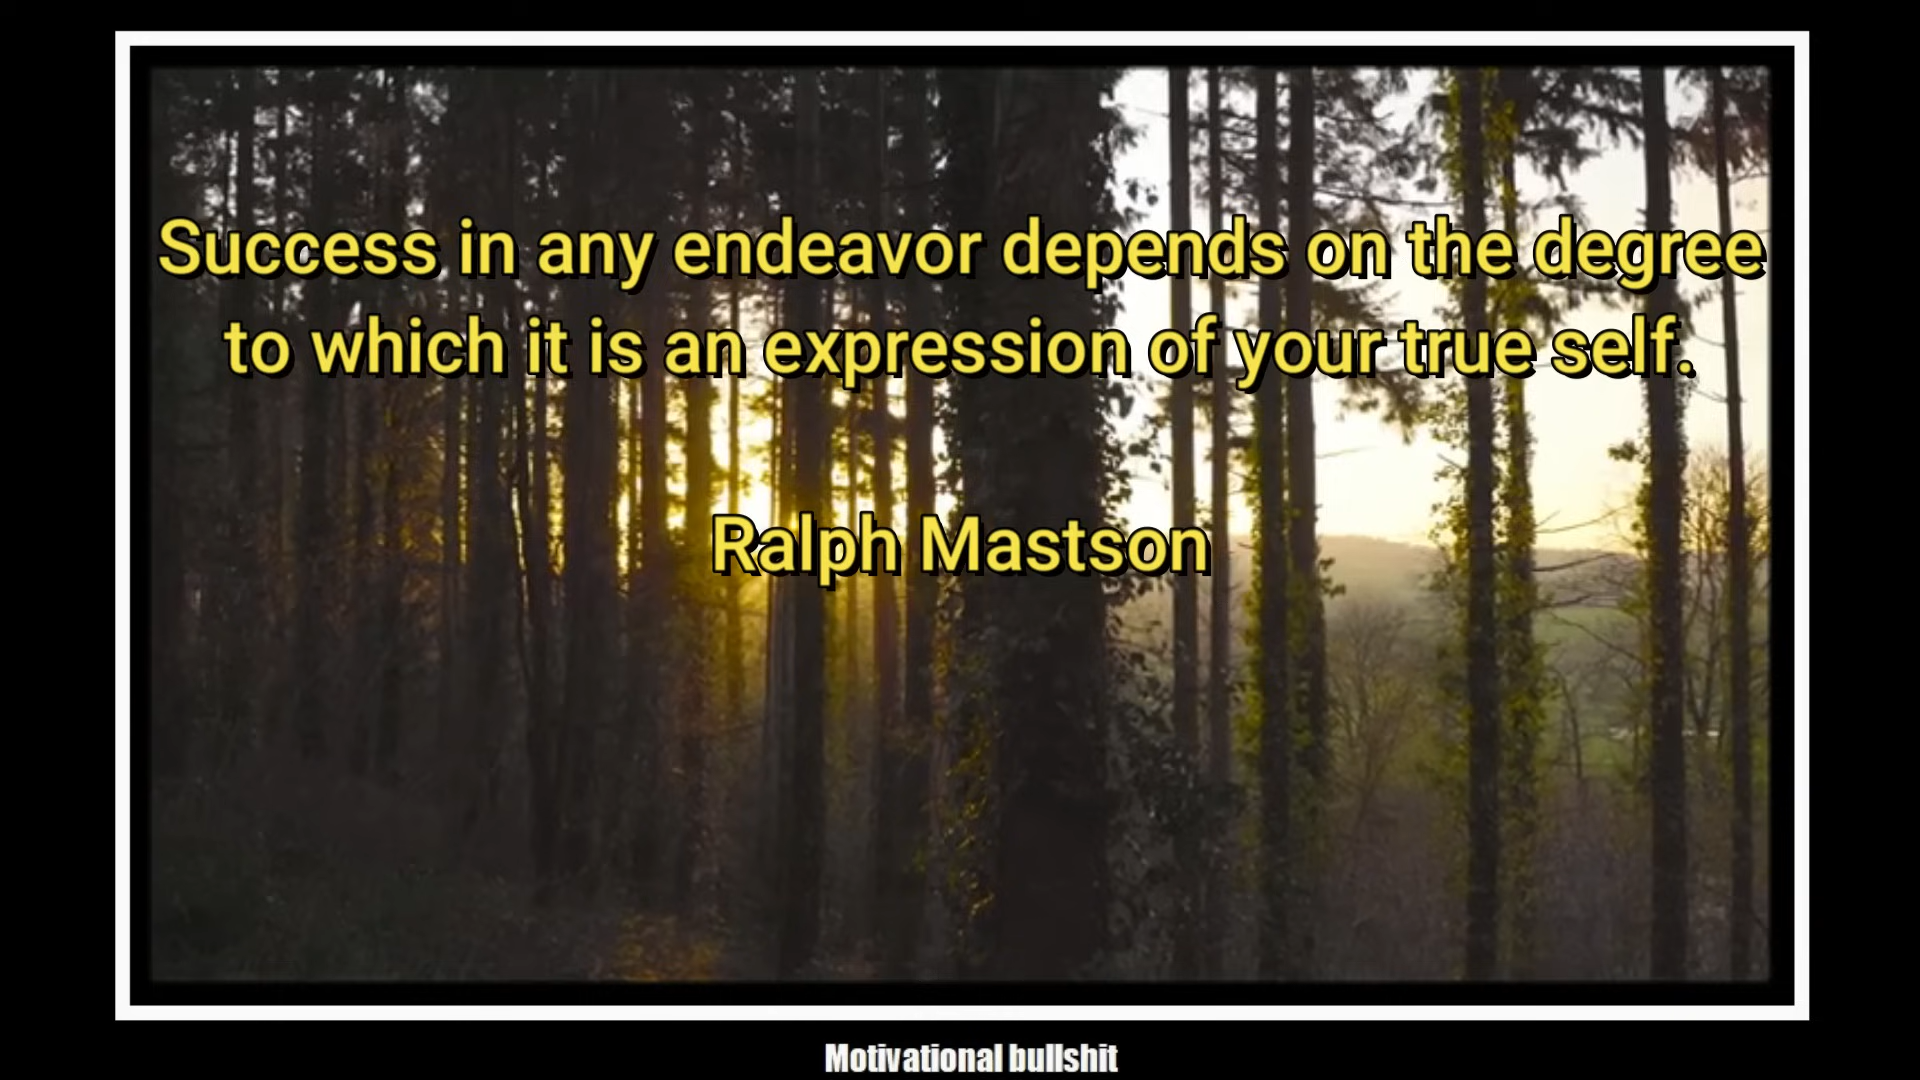 Success in any endeavor depends on the degree
to which it is an expression of your true self.
Ralph Mastson
Motivational bullshit